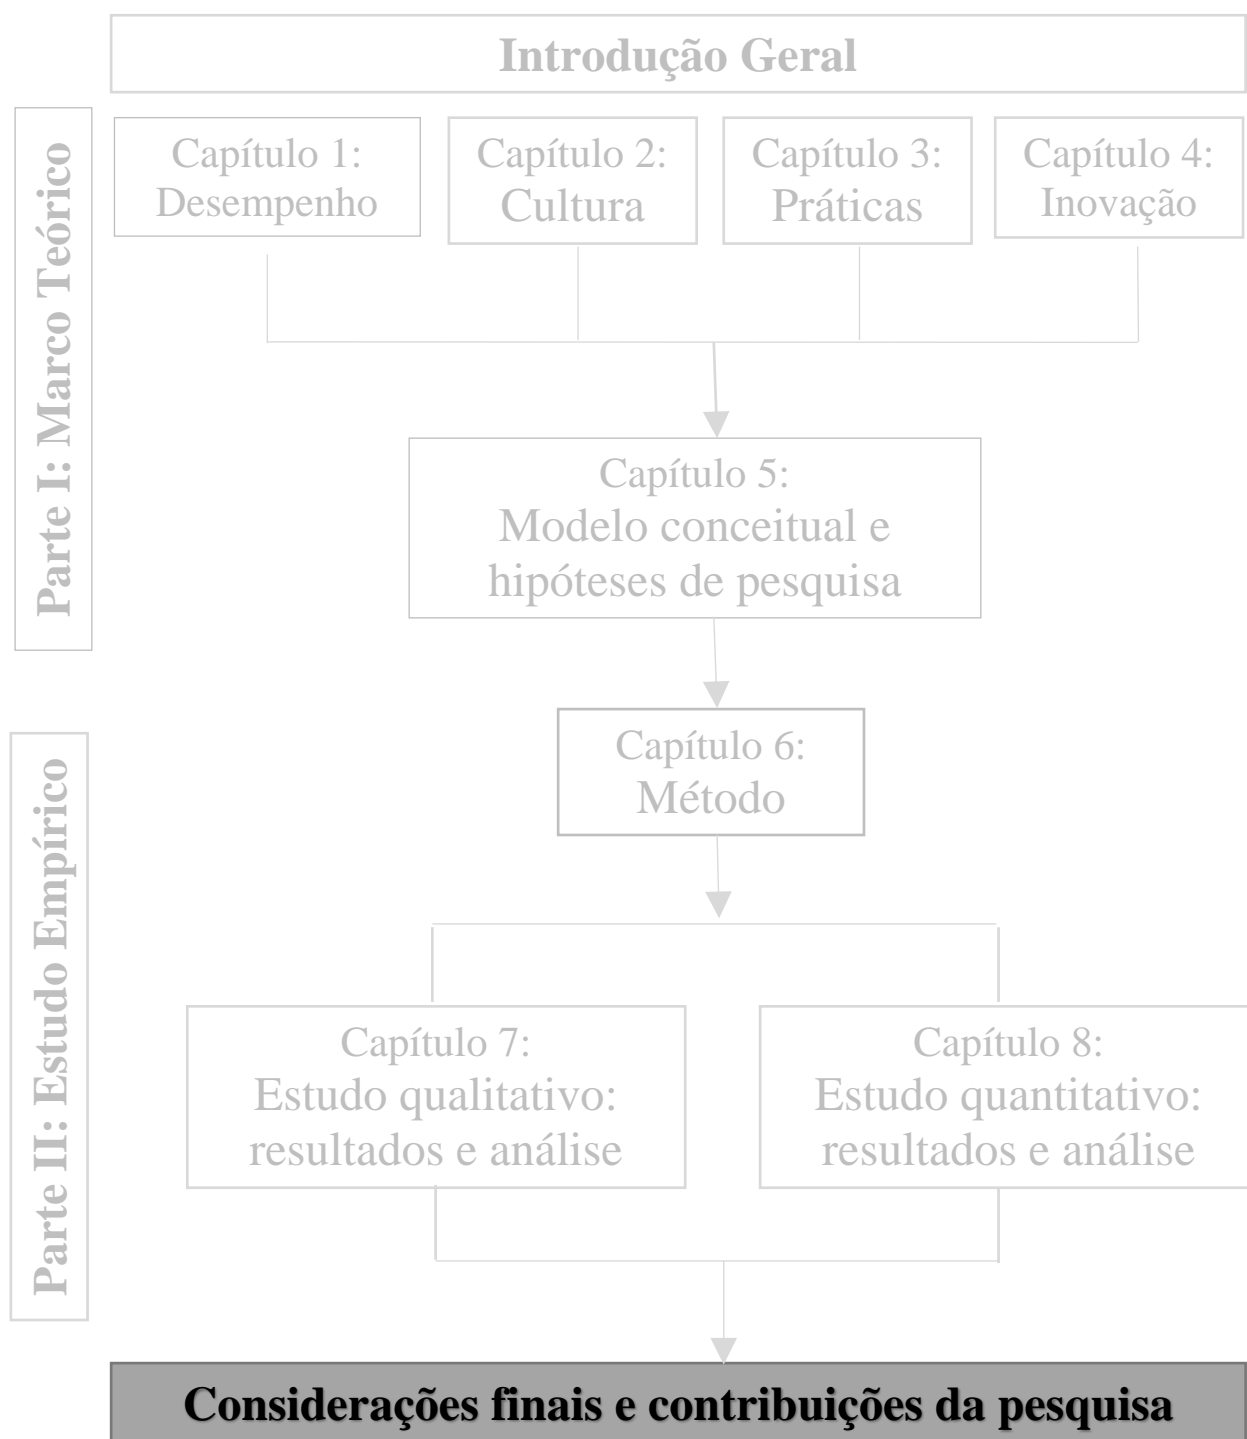 Introdução Geral
Parte I: Marco Teórico
Capítulo 1:
Desempenho
Capítulo 2:
Cultura
Capítulo 3:
Práticas
Capítulo 4:
Inovação
Capítulo 5:
Modelo conceitual e
hipóteses de pesquisa
Parte II: Estudo Empírico
Capítulo 6:
Método
Capítulo 7:
Estudo qualitativo:
resultados e análise
Capítulo 8:
Estudo quantitativo:
resultados e análise
Considerações finais e contribuições da pesquisa